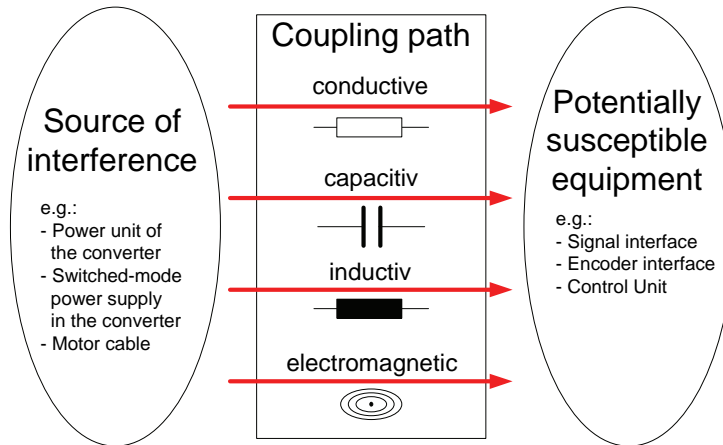 Source of
interference
e.g.:
- Power unit of
the converter
- Switched-mode
power supply
in the converter
- Motor cable
Coupling path
conductive
capacitiv
inductiv
electromagnetic
Potentially
susceptible
equipment
e.g.:
- Signal interface
- Encoder interface
- Control Unit